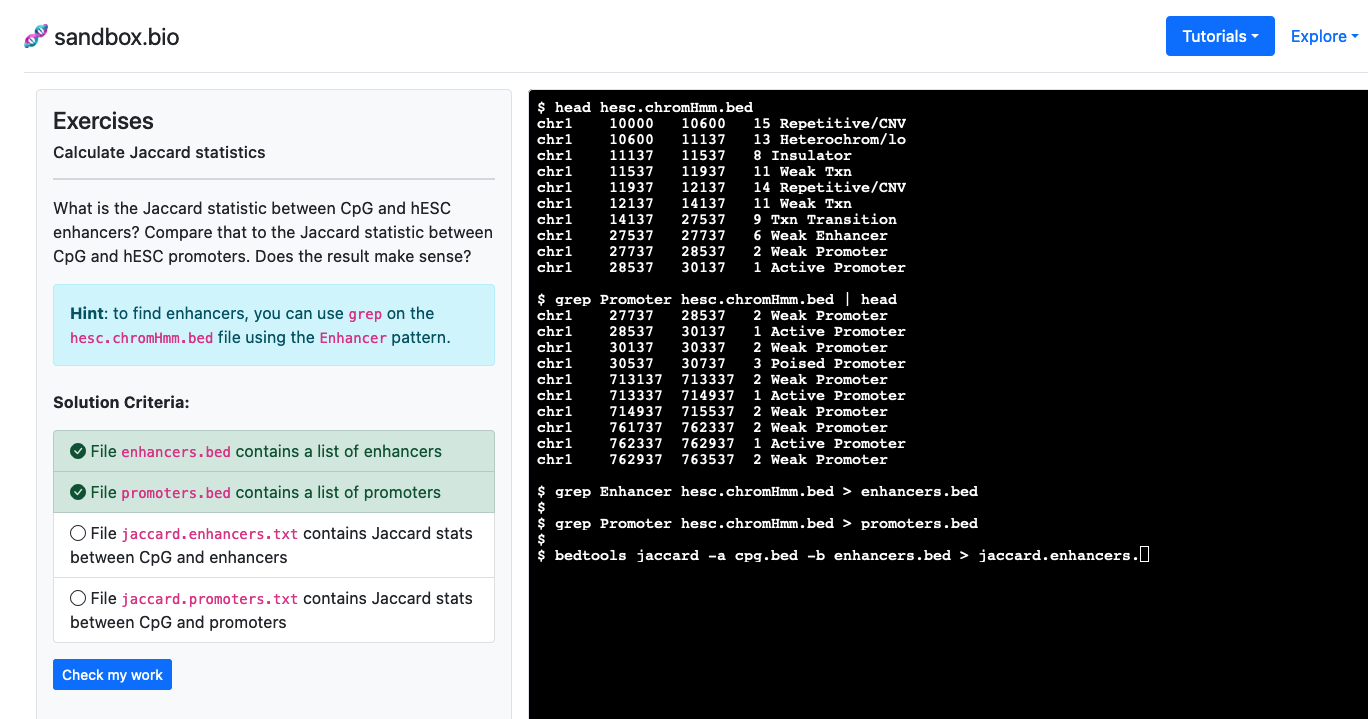 sandbox.bio
Tutorials
Explore
Exercises
Calculate Jaccard statistics
What is the Jaccard statistic between CpG and hESC
enhancers? Compare that to the Jaccard statistic between
CpG and hESC promoters. Does the result make sense?
Hint: to find enhancers, you can use grep on the
hesc.chromHmm.bed file using the Enhancer pattern.
Solution Criteria:
File enhancers.bed contains a list of enhancers
File promoters.bed contains a list of promoters
File jaccard.enhancers.txt contains Jaccard stats
between CpG and enhancers
File jaccard.promoters.txt contains Jaccard stats
between CpG and promoters
Check my work
$ head hesc.chromHmm.bed
chr1 10000 10600 15 Repetitive/CNV
chr1 10600 11137 13 Heterochrom/lo
chr1 11137 11537 8 Insulator
chr1 11537 11937 11 Weak Txn
chr1 11937 12137 14 Repetitive/CNV
chr1 12137 14137 11 Weak Txn
chr1 14137 27537 9 Txn Transition
chr1 27537 27737 6 Weak Enhancer
chr1 27737 28537 2 Weak Promoter
chr1 28537 30137 1 Active Promoter
$ grep Promoter hesc.chromHmm.bed | head
chr1 27737 28537 2 Weak Promoter
chr1 28537 30137 1 Active Promoter
chr1 30137 30337 2 Weak Promoter
chr1 30537 30737 3 Poised Promoter
chr1 713137 713337 2 Weak Promoter
chr1 713337 714937 1 Active Promoter
chr1 714937 715537 2 Weak Promoter
chr1 761737 762337 2 Weak Promoter
chr1 762337 762937 1 Active Promoter
chr1 762937 763537 2 Weak Promoter
$ grep Enhancer hesc.chromHmm.bed > enhancers.bed
$
$ grep Promoter hesc.chromHmm.bed > promoters.bed
$
$ bedtools jaccard -a cpg.bed -b enhancers.bed > jaccard.enhancers.